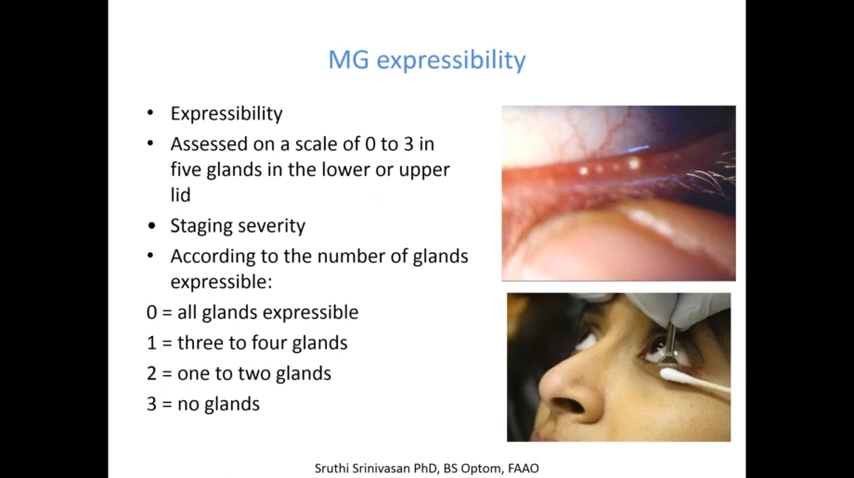 MG expressibility
• Expressibility
• Assessed on a scale of 0 to 3 in
five glands in the lower or upper
lid
• Staging severity
• According to the number of glands
expressible:
0 = all glands expressible
1 = three to four glands
2 = one to two glands
3 = no glands
Sruthi Srinivasan PhD, BS Optom, FAAO